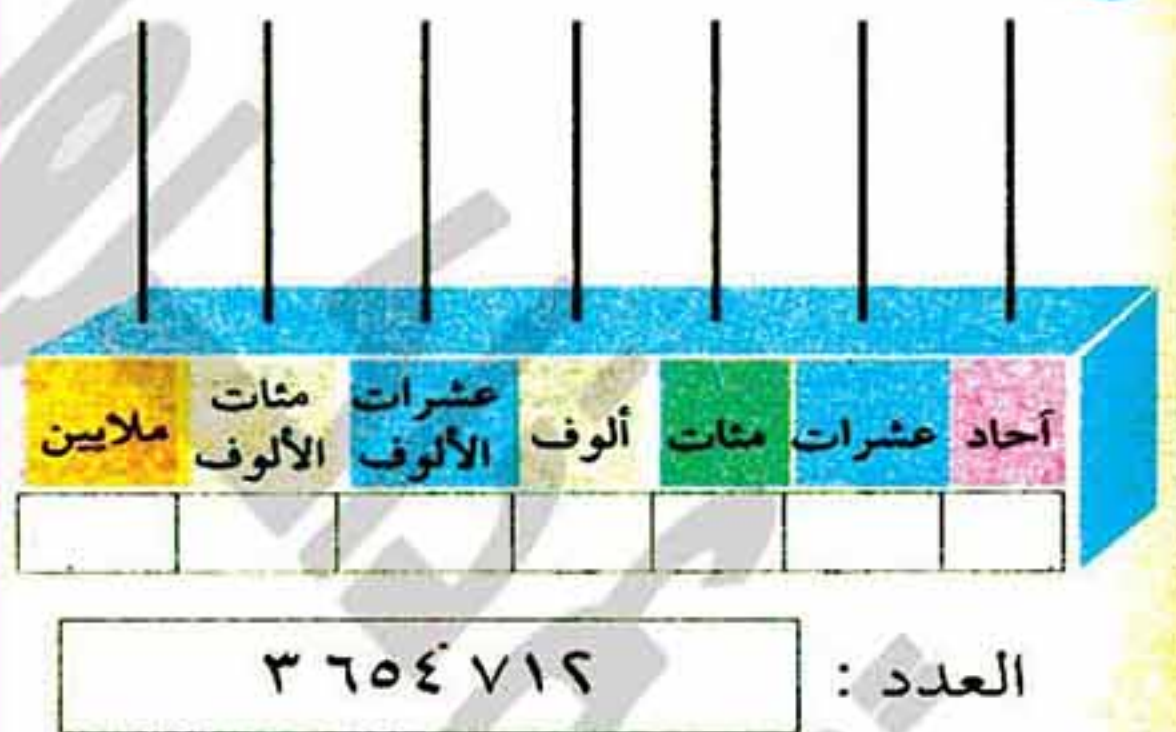 آحاد عشرات مئات ألوف عشرات الألوف مئات الألوف ملايين
العدد : ٣ ٦٥٤ ٧١٢